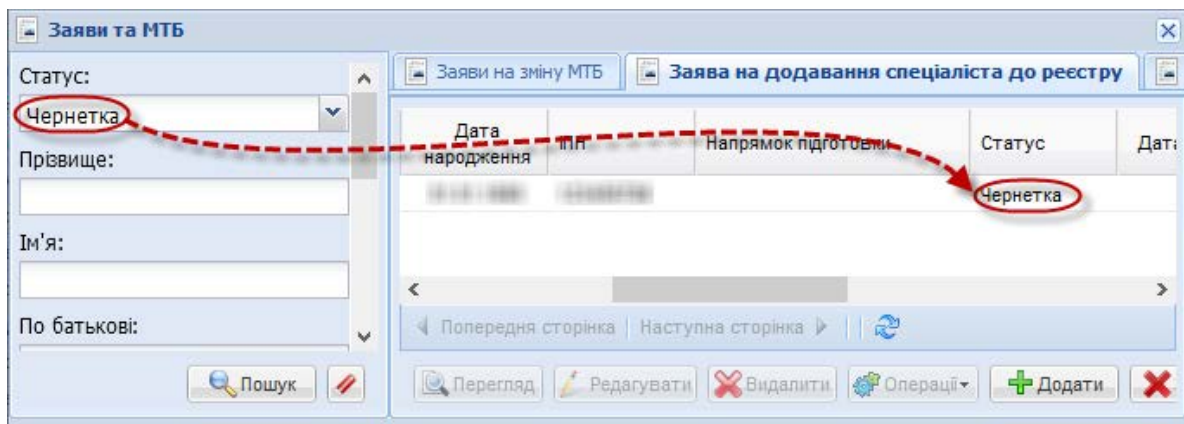 Заяви та МТБ
Статус:
Чернетка
Прізвище:
Ім'я:
По батькові:
Пошук
Заяви на зміну МТБ
Заява на додавання спеціаліста до реєстру
Дата народження
ІПН
Напрямок підготовки
Статус
Чернетка
Попередня сторінка
Наступна сторінка
Перегляд
Редагувати
Видалити
Операції
Додати